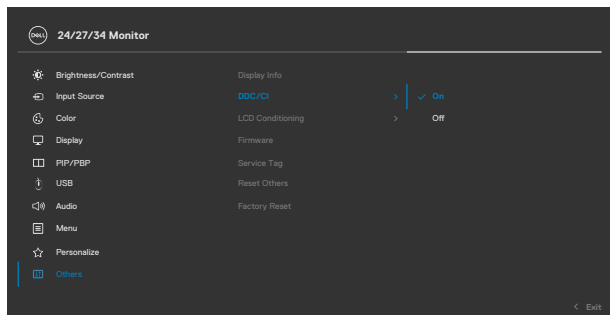 DELL 24/27/34 Monitor
Brightness/Contrast Display Info
Input Source DDC/CI > ✓ On
Color LCD Conditioning > Off
Display Firmware
PIP/PBP Service Tag
USB Reset Others
Audio Factory Reset
Menu
Personalize
Others
< Exit